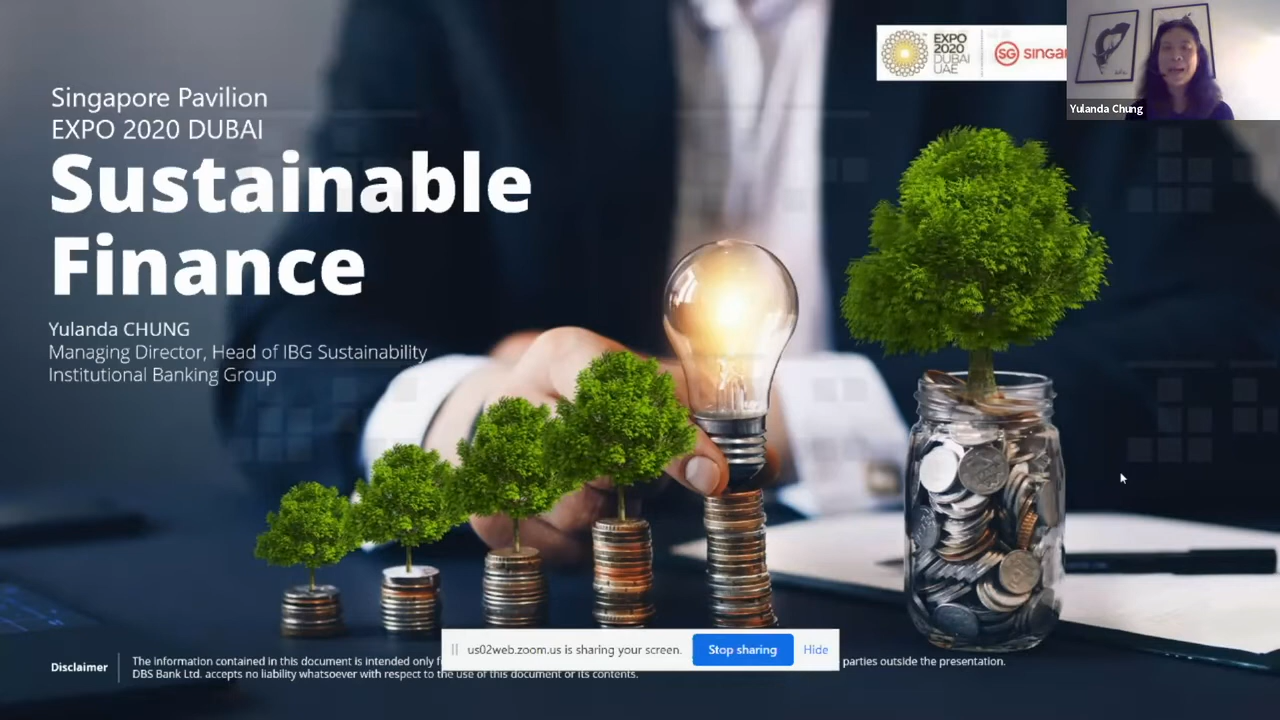 EXPO
2020
DUBAI
UAE
SG
Yulanda Chung
Singapore Pavilion
EXPO 2020 DUBAI
Sustainable
Finance
Yulanda CHUNG
Managing Director, Head of IBG Sustainability
Institutional Banking Group
us02web.zoom.us is sharing your screen. Stop sharing Hide
Disclaimer
The information contained in this document is intended only parties outside the presentation.
DBS Bank Ltd. accepts no liability whatsoever with respect to the use of this document or its contents.